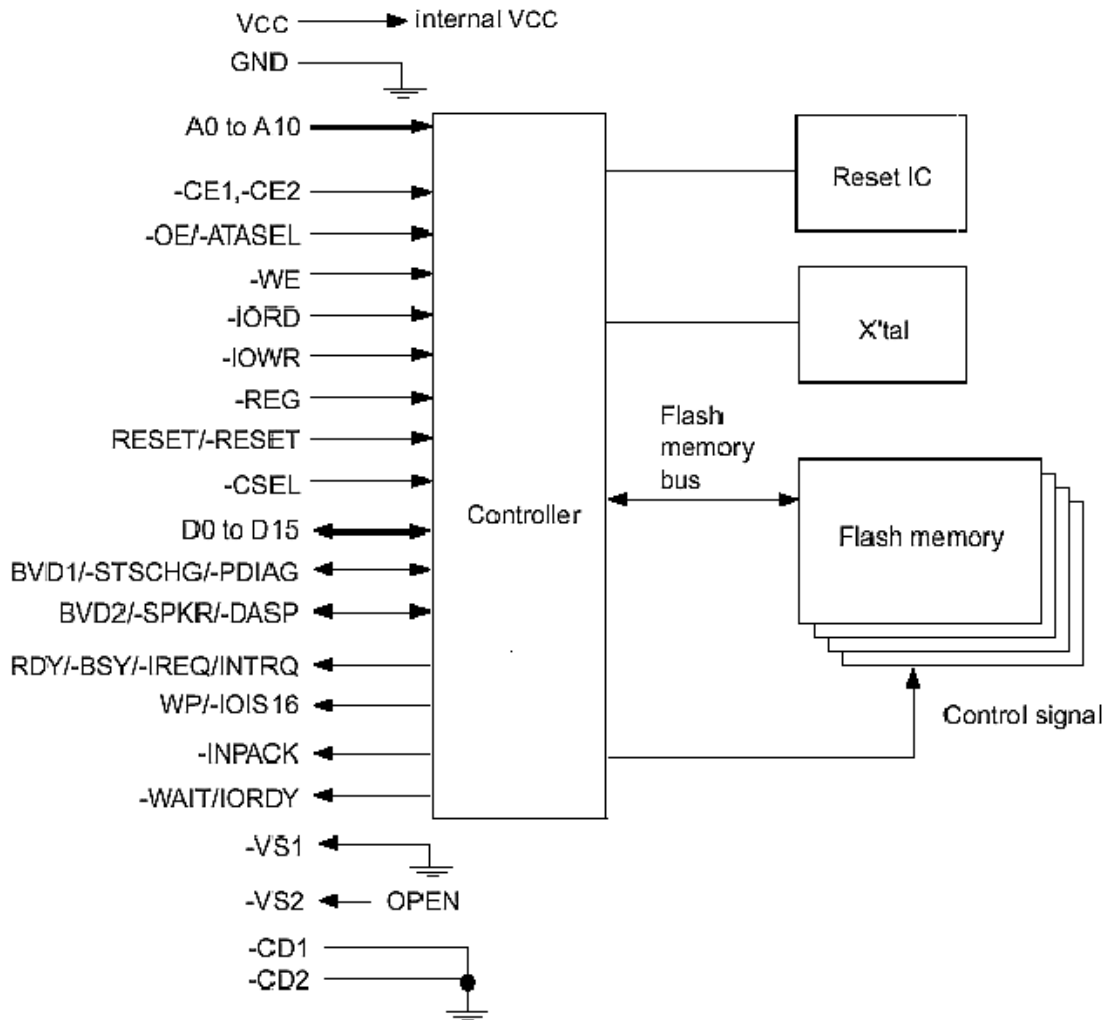 VCC
internal VCC
GND
A0 to A10
-CE1,-CE2
-OE/-ATASEL
-WE
-IORD
-IOWR
-REG
RESET/-RESET
-CSEL
D0 to D15
BVD1/-STSCHG/-PDIAG
BVD2/-SPKR/-DASP
RDY/-BSY/-IREQ/INTRQ
WP/-IOIS16
-INPACK
-WAIT/IORDY
-VS1
-VS2
OPEN
-CD1
-CD2
Controller
Reset IC
X'tal
Flash
memory
bus
Flash memory
Control signal